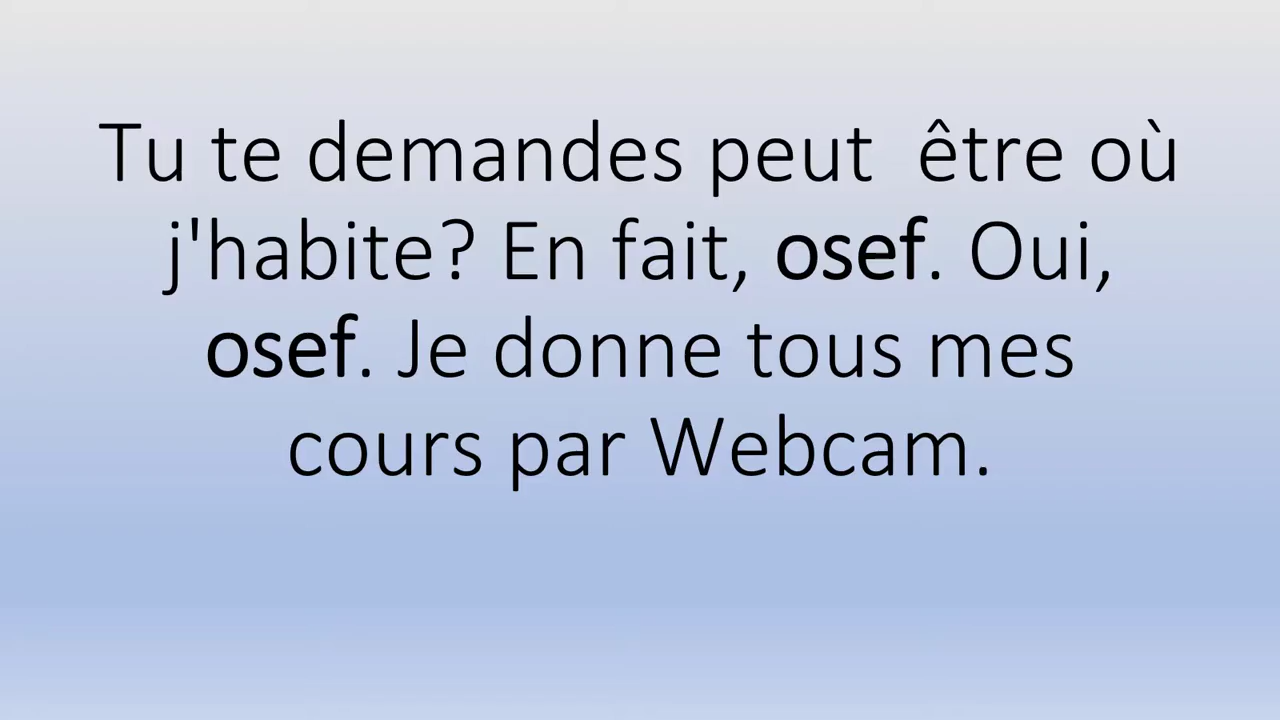 Tu te demandes peut  être où
j'habite? En fait, osef. Oui,
osef. Je donne tous mes
cours par Webcam.